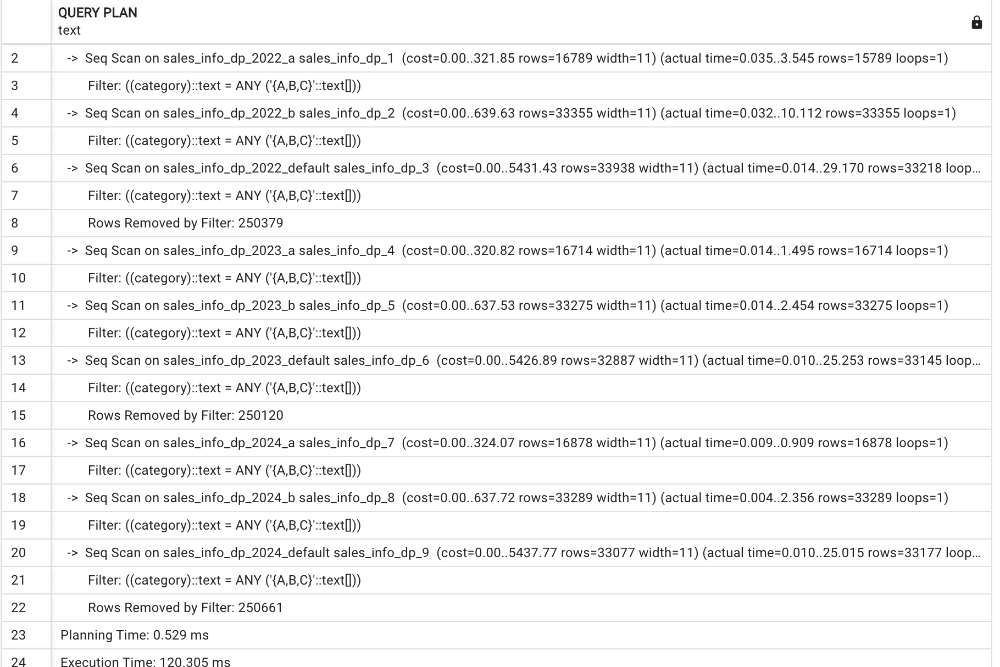 QUERY PLAN
text
2 -> Seq Scan on sales_info_dp_2022_a sales_info_dp_1 (cost=0.00..321.85 rows=16789 width=11) (actual time=0.035..3.545 rows=15789 loops=1)
3 Filter: ((category)::text = ANY ('{A,B,C}'::text[]))
4 -> Seq Scan on sales_info_dp_2022_b sales_info_dp_2 (cost=0.00..639.63 rows=33355 width=11) (actual time=0.032..10.112 rows=33355 loops=1)
5 Filter: ((category)::text = ANY ('{A,B,C}'::text[]))
6 -> Seq Scan on sales_info_dp_2022_default sales_info_dp_3 (cost=0.00..5431.43 rows=33938 width=11) (actual time=0.014..29.170 rows=33218 loop...
7 Filter: ((category)::text = ANY ('{A,B,C}'::text[]))
8 Rows Removed by Filter: 250379
9 -> Seq Scan on sales_info_dp_2023_a sales_info_dp_4 (cost=0.00..320.82 rows=16714 width=11) (actual time=0.014..1.495 rows=16714 loops=1)
10 Filter: ((category)::text = ANY ('{A,B,C}'::text[]))
11 -> Seq Scan on sales_info_dp_2023_b sales_info_dp_5 (cost=0.00..637.53 rows=33275 width=11) (actual time=0.014..2.454 rows=33275 loops=1)
12 Filter: ((category)::text = ANY ('{A,B,C}'::text[]))
13 -> Seq Scan on sales_info_dp_2023_default sales_info_dp_6 (cost=0.00..5426.89 rows=32887 width=11) (actual time=0.010..25.253 rows=33145 loop...
14 Filter: ((category)::text = ANY ('{A,B,C}'::text[]))
15 Rows Removed by Filter: 250120
16 -> Seq Scan on sales_info_dp_2024_a sales_info_dp_7 (cost=0.00..324.07 rows=16878 width=11) (actual time=0.009..0.909 rows=16878 loops=1)
17 Filter: ((category)::text = ANY ('{A,B,C}'::text[]))
18 -> Seq Scan on sales_info_dp_2024_b sales_info_dp_8 (cost=0.00..637.72 rows=33289 width=11) (actual time=0.004..2.356 rows=33289 loops=1)
19 Filter: ((category)::text = ANY ('{A,B,C}'::text[]))
20 -> Seq Scan on sales_info_dp_2024_default sales_info_dp_9 (cost=0.00..5437.77 rows=33077 width=11) (actual time=0.010..25.015 rows=33177 loop...
21 Filter: ((category)::text = ANY ('{A,B,C}'::text[]))
22 Rows Removed by Filter: 250661
23 Planning Time: 0.529 ms
24 Execution Time: 120.305 ms